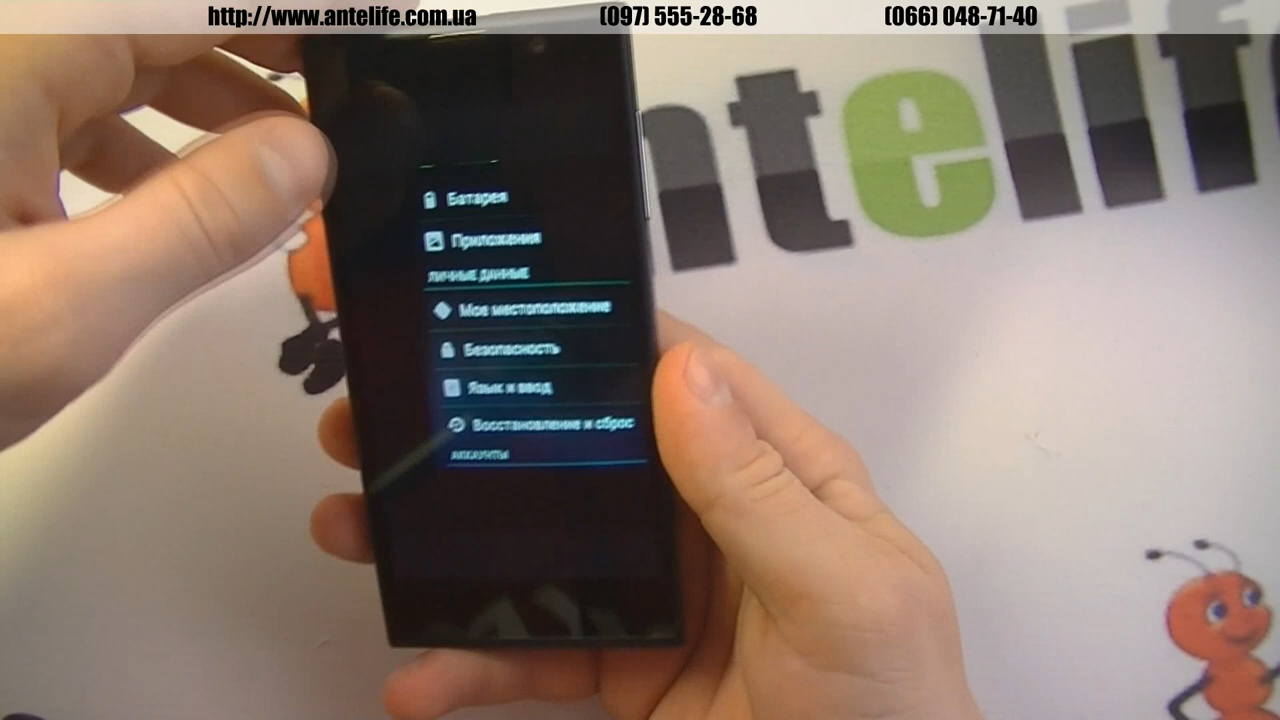 http://www.antelife.com.ua (097) 555-28-68 (066) 048-71-40
ntelife
Батарея
Приложения
ЛИЧНЫЕ ДАННЫЕ
Мое местоположение
Безопасность
Язык и ввод
Восстановление и сброс
АККАУНТЫ